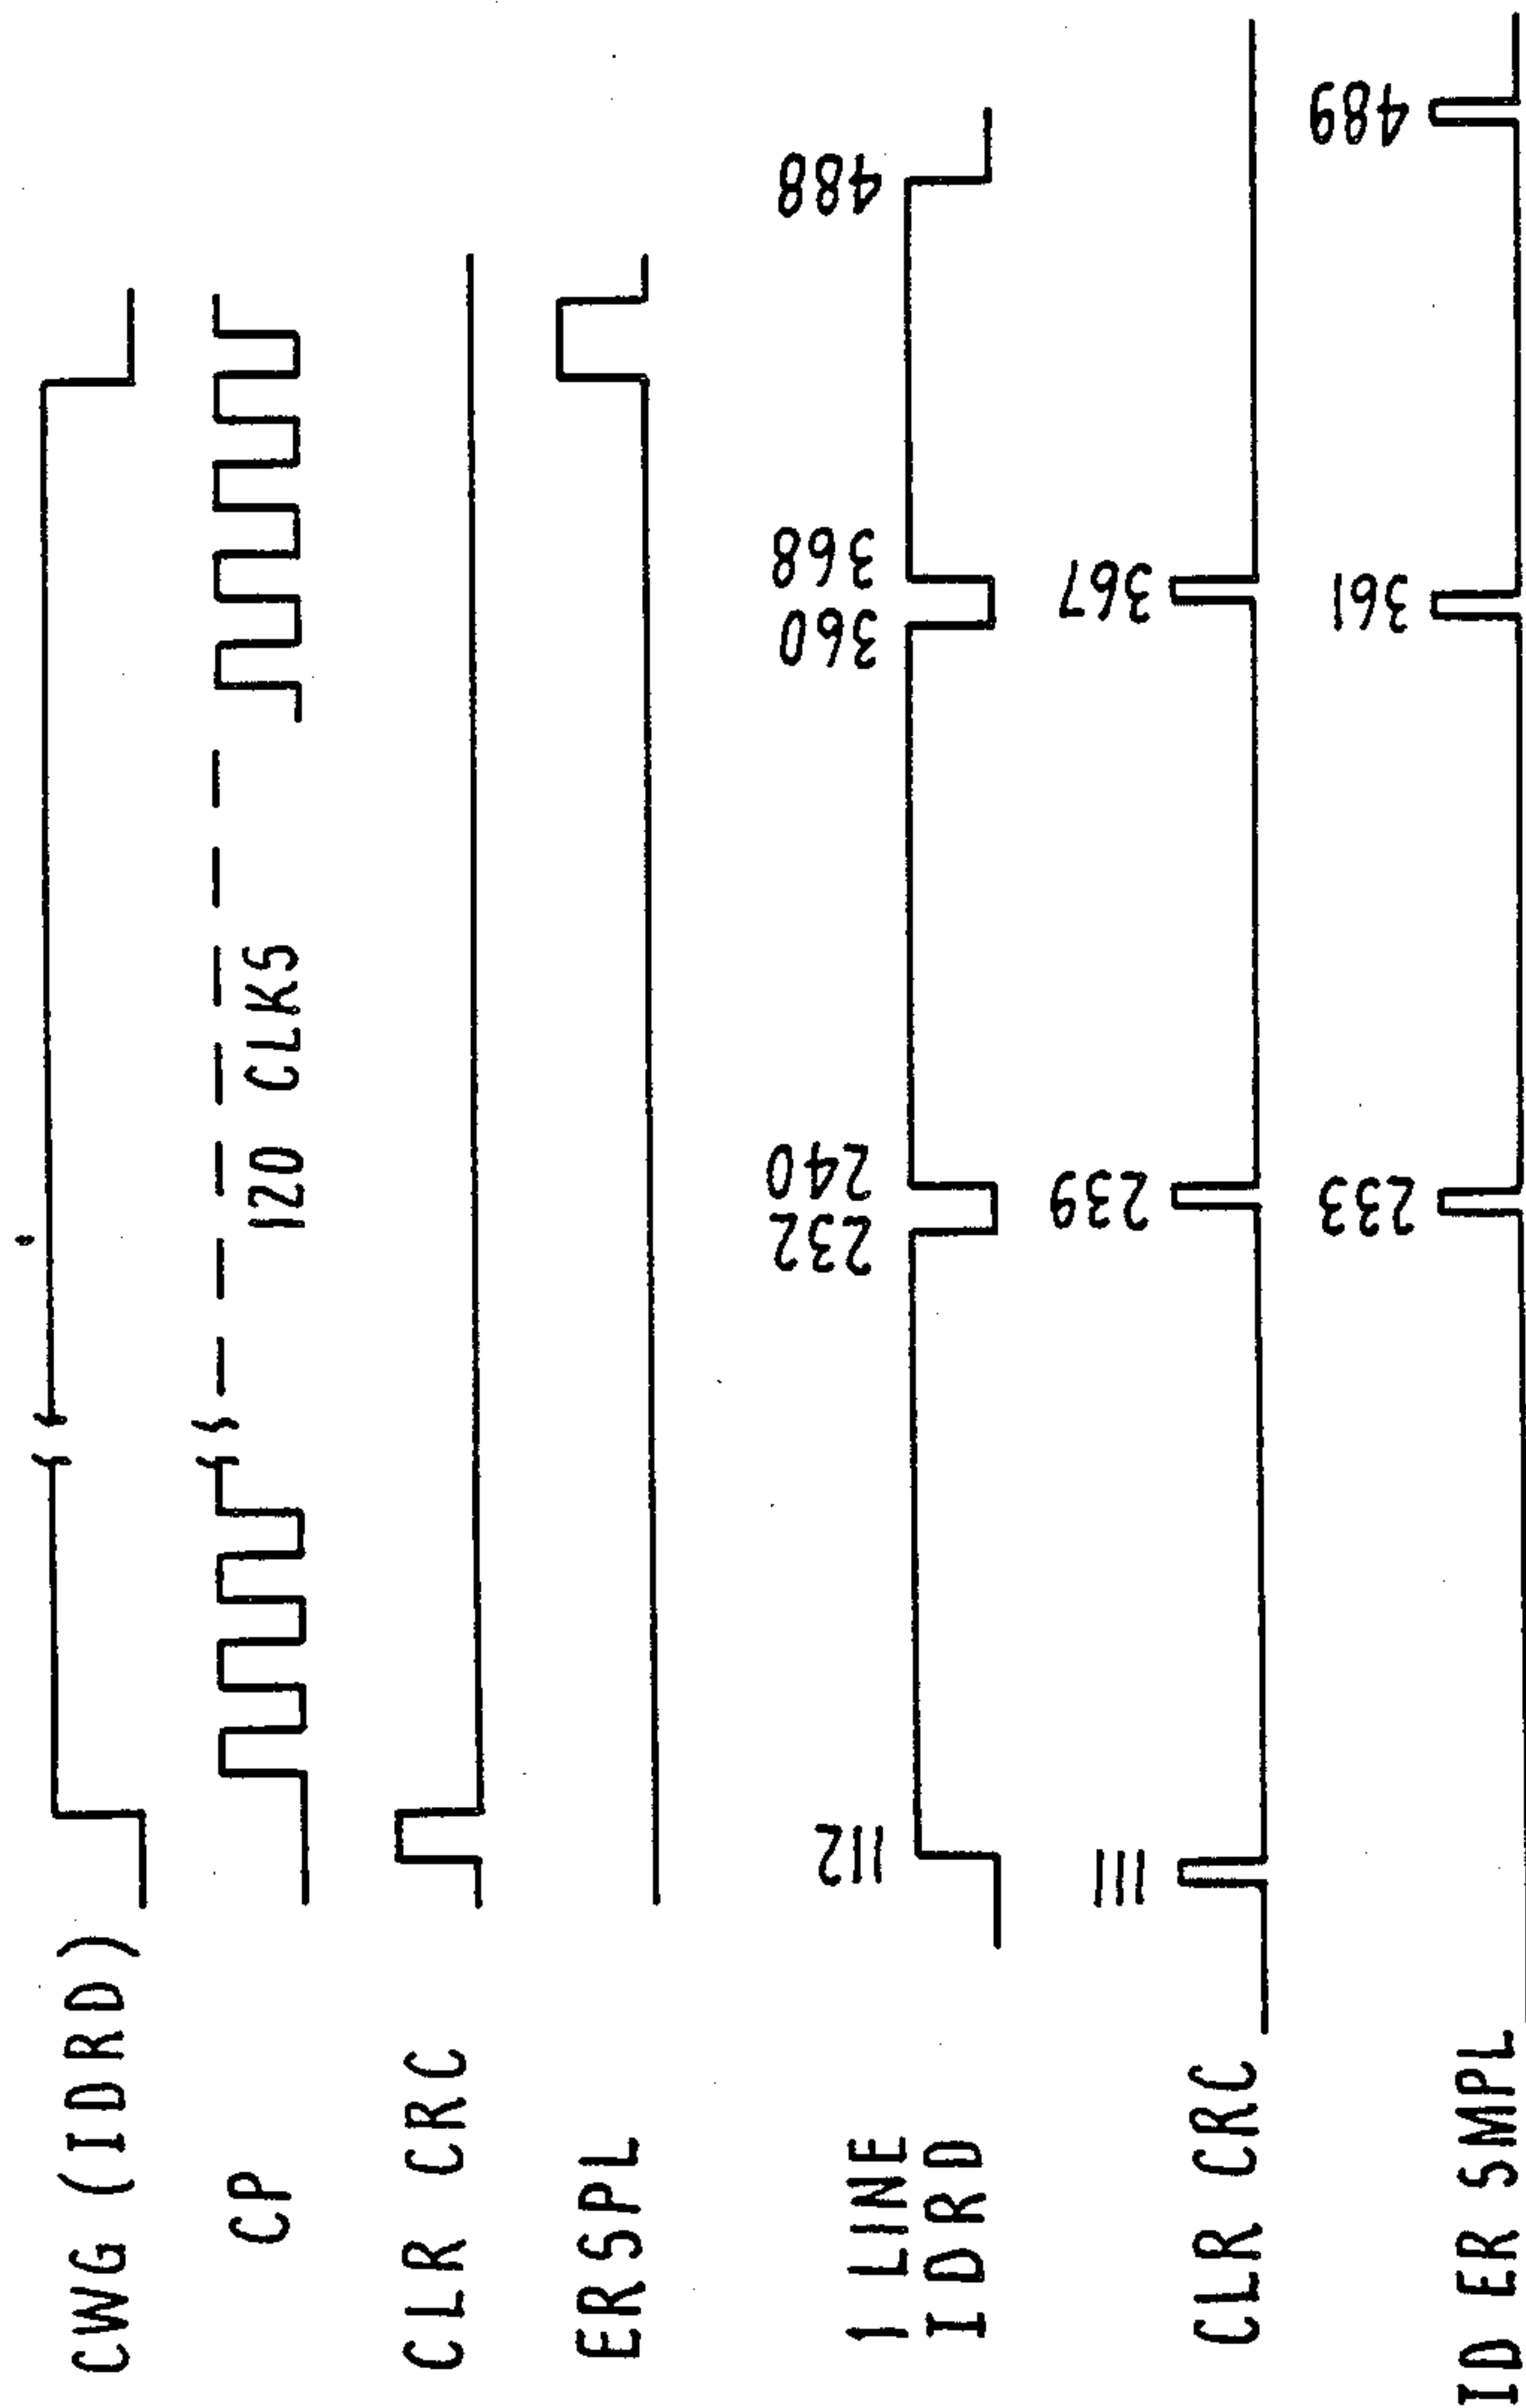 CWG (IDRD)
CP
120 CLKS
CLR CRC
ERSPL
1 LINE
IDRD
112
232
240
360
368
488
CLR CRC
111
239
367
ID ER SMPL
233
361
489